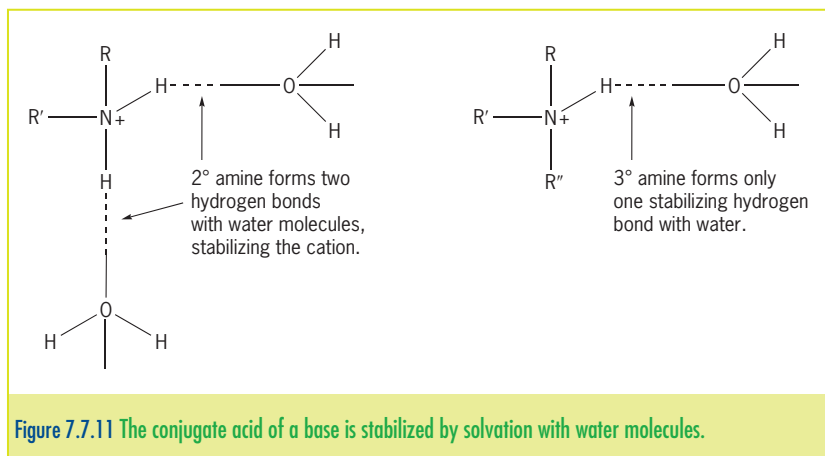 R
H
H
O
H
R′
N+
H
2° amine forms two
hydrogen bonds
with water molecules,
stabilizing the cation.
O
H
H
R
H
H
O
H
R′
N+
R″
3° amine forms only
one stabilizing hydrogen
bond with water.
Figure 7.7.11 The conjugate acid of a base is stabilized by solvation with water molecules.